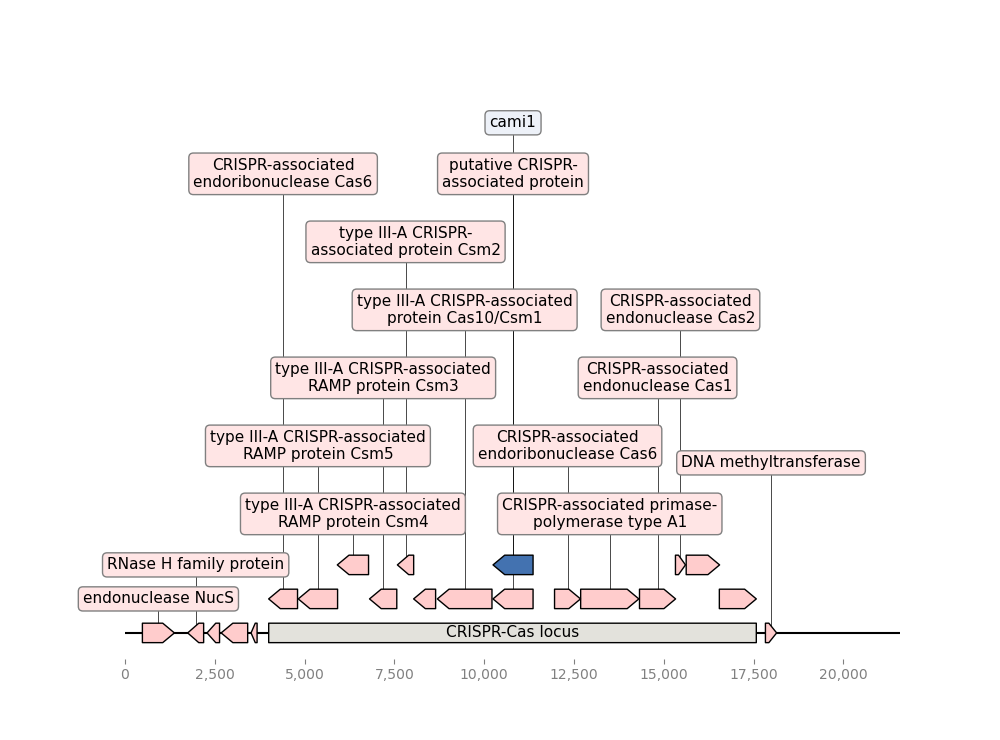 cami1
CRISPR-associated
endoribonuclease Cas6
putative CRISPR-
associated protein
type III-A CRISPR-
associated protein Csm2
type III-A CRISPR-associated
protein Cas10/Csm1
CRISPR-associated
endonuclease Cas2
type III-A CRISPR-associated
RAMP protein Csm3
CRISPR-associated
endonuclease Cas1
type III-A CRISPR-associated
RAMP protein Csm5
CRISPR-associated
endoribonuclease Cas6
DNA methyltransferase
type III-A CRISPR-associated
RAMP protein Csm4
CRISPR-associated primase-
polymerase type A1
RNase H family protein
endonuclease NucS
CRISPR-Cas locus
0 2,500 5,000 7,500 10,000 12,500 15,000 17,500 20,000